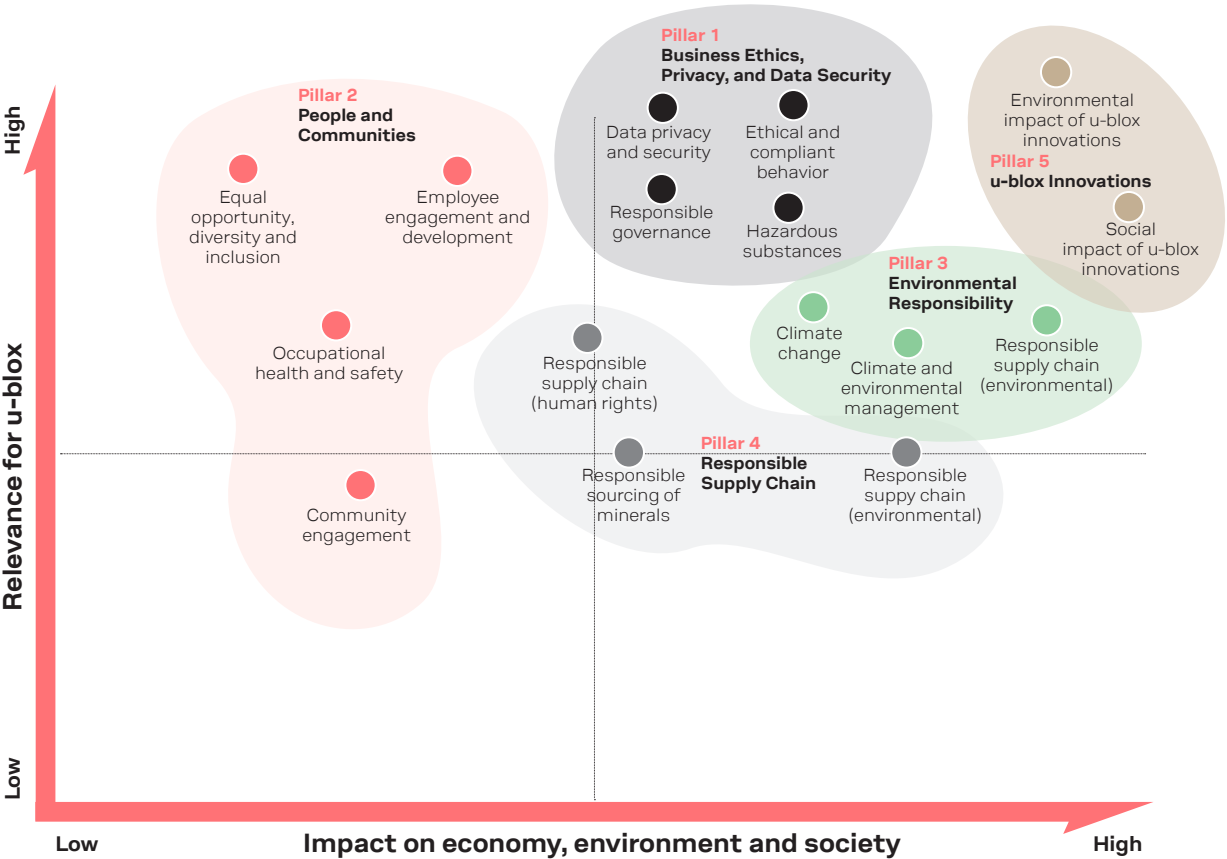 Pillar 1
Business Ethics,
Privacy, and Data Security
Data privacy
and security
Ethical and
compliant
behavior
Responsible
governance
Hazardous
substances
Pillar 2
People and
Communities
Equal
opportunity,
diversity and
inclusion
Employee
engagement and
development
Occupational
health and safety
Community
engagement
Environmental
impact of u-blox
innovations
Pillar 5
u-blox Innovations
Social
impact of u-blox
innovations
Pillar 3
Environmental
Responsibility
Climate
change
Climate and
environmental
management
Responsible
supply chain
(environmental)
Responsible
supply chain
(human rights)
Pillar 4
Responsible
Supply Chain
Responsible
sourcing of
minerals
Responsible
suppy chain
(environmental)
High
Relevance for u-blox
Low
Low
Impact on economy, environment and society
High